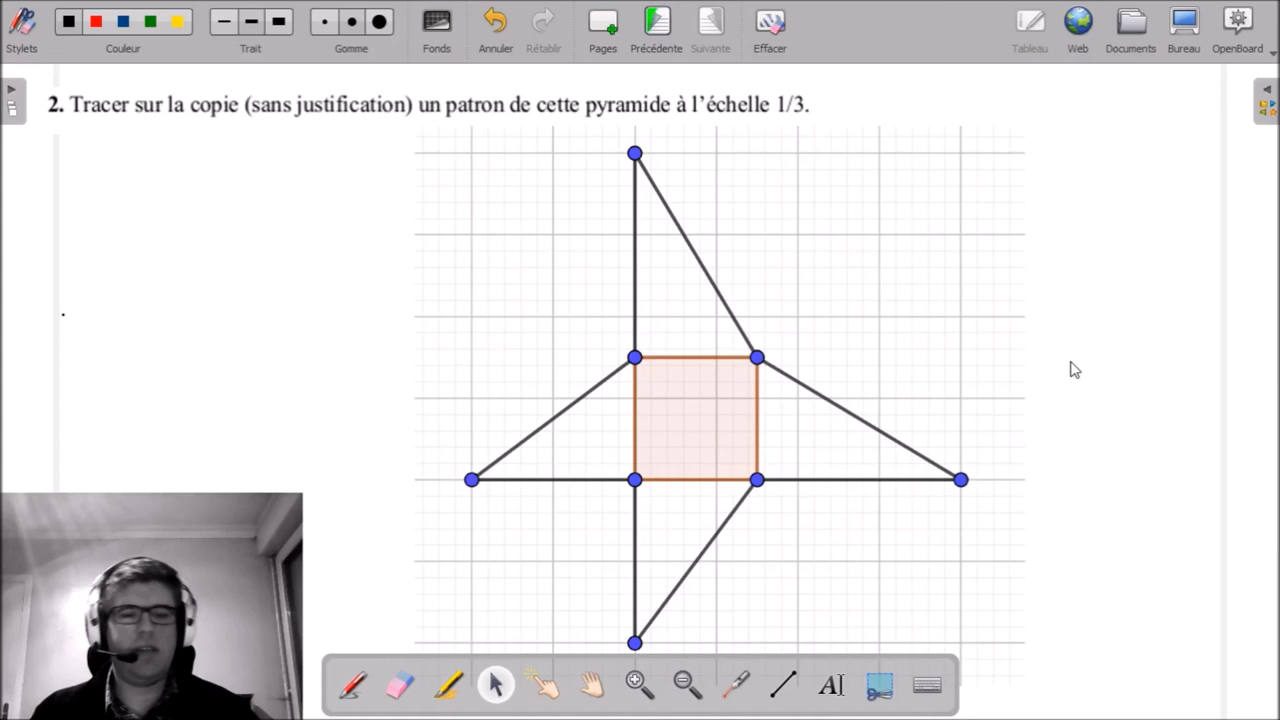 Stylets Couleur Trait Gomme Fonds Annuler Rétablir Pages Précédente Suivante Effacer Tableau Web Documents Bureau OpenBoard
2. Tracer sur la copie (sans justification) un patron de cette pyramide à l'échelle 1/3.
AI